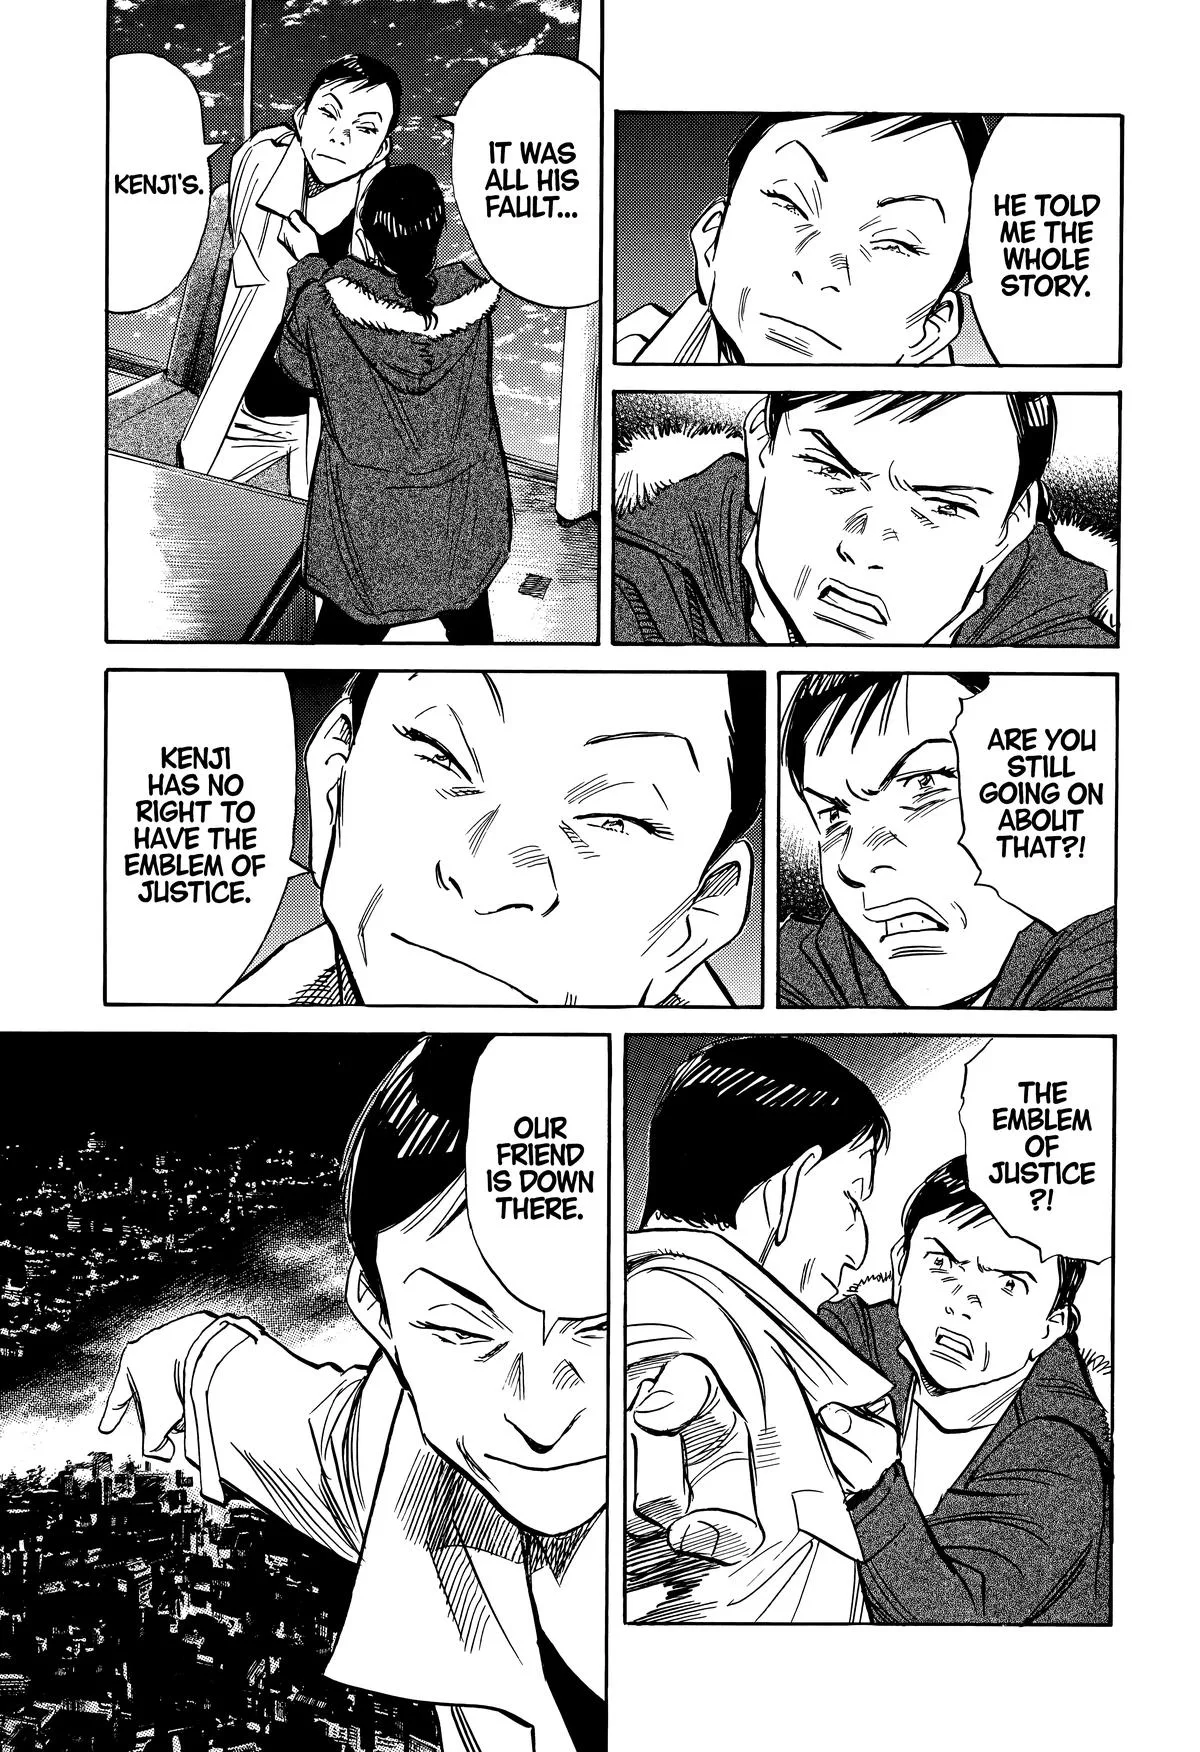 HE TOLD
ME THE
WHOLE
STORY.
IT WAS
ALL HIS
FAULT...
KENJI'S.
ARE YOU
STILL
GOING ON
ABOUT
THAT?!
KENJI
HAS NO
RIGHT TO
HAVE THE
EMBLEM OF
JUSTICE.
THE
EMBLEM
OF
JUSTICE
?!
OUR
FRIEND
IS DOWN
THERE.